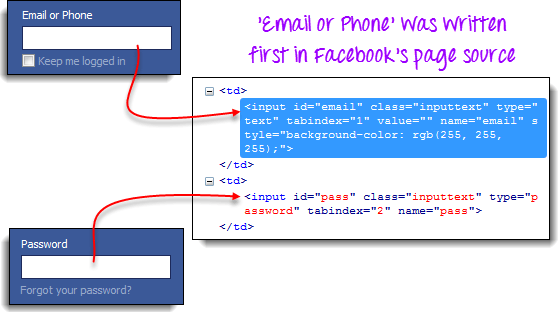 Email or Phone
Keep me logged in
'Email or Phone' Was Written
first in Facebook's page source
<td>
<input id="email" class="inputtext" type="
text" tabindex="1" value="" name="email" s
tyle="background-color: rgb(255, 255,
255);">
</td>
<td>
<input id="pass" class="inputtext" type="p
assword" tabindex="2" name="pass">
</td>
Password
Forgot your password?